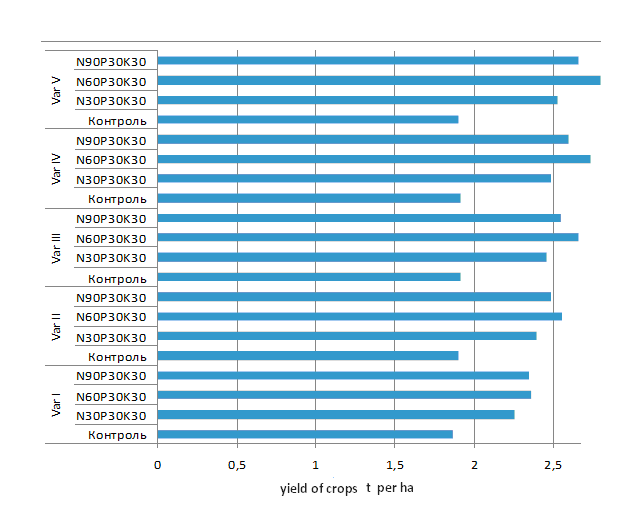 Var V
N90P30K30
N60P30K30
N30P30K30
Контроль
Var IV
N90P30K30
N60P30K30
N30P30K30
Контроль
Var III
N90P30K30
N60P30K30
N30P30K30
Контроль
Var II
N90P30K30
N60P30K30
N30P30K30
Контроль
Var I
N90P30K30
N60P30K30
N30P30K30
Контроль
0 0,5 1 1,5 2 2,5
yield of crops t per ha